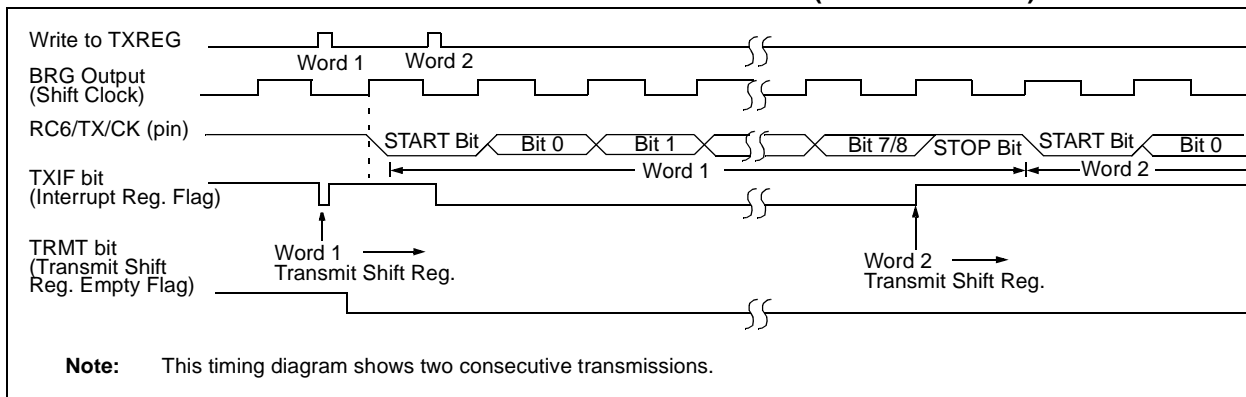 Write to TXREG
Word 1
Word 2
BRG Output
(Shift Clock)
RC6/TX/CK (pin)
START Bit
Bit 0
Bit 1
Bit 7/8
STOP Bit
START Bit
Bit 0
Word 1
Word 2
TXIF bit
(Interrupt Reg. Flag)
Word 1
Transmit Shift Reg.
Word 2
Transmit Shift Reg.
TRMT bit
(Transmit Shift
Reg. Empty Flag)
Note: This timing diagram shows two consecutive transmissions.